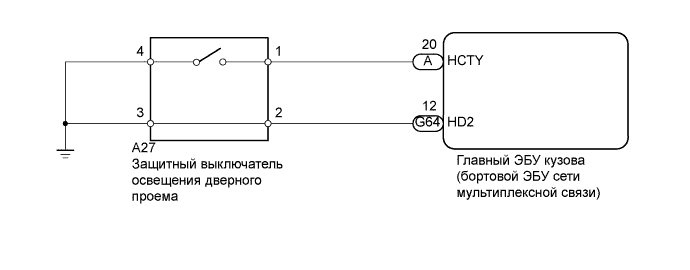 20
4
1
A
HCTY
12
3
2
G64
HD2
A27
Защитный выключатель
освещения дверного
проема
Главный ЭБУ кузова
(бортовой ЭБУ сети
мультиплексной связи)